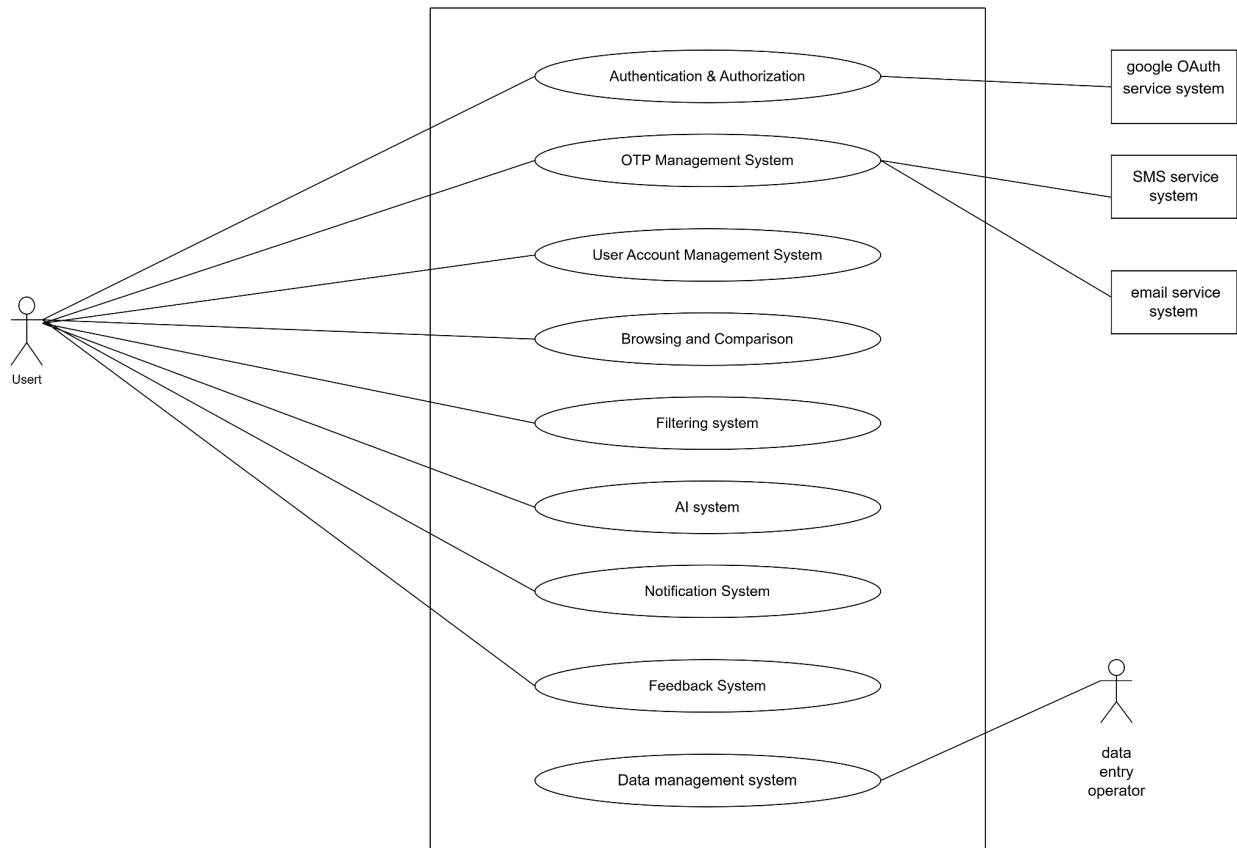 Authentication & Authorization
google OAuth
service system
OTP Management System
SMS service
system
User Account Management System
email service
system
Browsing and Comparison
Usert
Filtering system
AI system
Notification System
Feedback System
Data management system
data
entry
operator